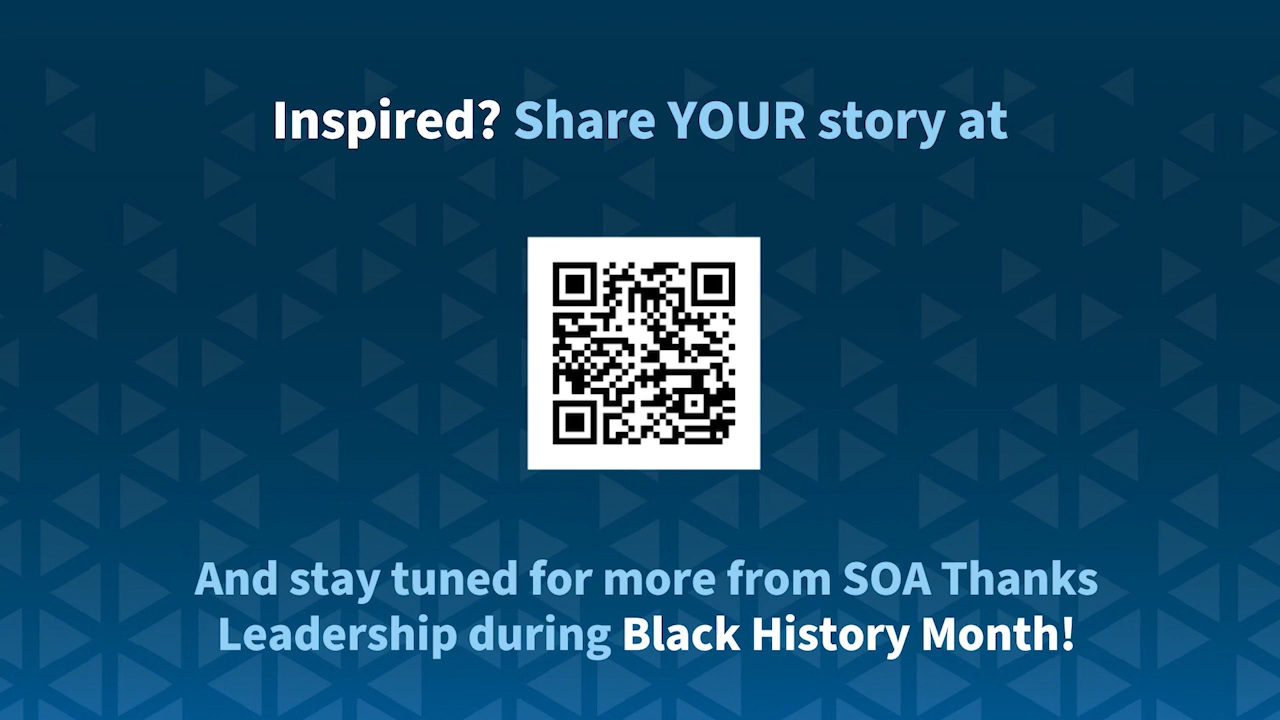 Inspired? Share YOUR story at
And stay tuned for more from SOA Thanks
Leadership during Black History Month!